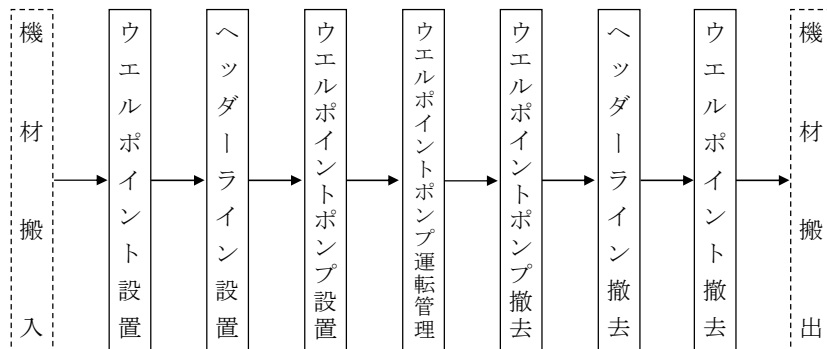 機材搬入
ウエルポイント設置
ヘッダーライン設置
ウエルポイントポンプ設置
ウエルポイントポンプ運転管理
ウエルポイントポンプ撤去
ヘッダーライン撤去
ウエルポイント撤去
機材搬出